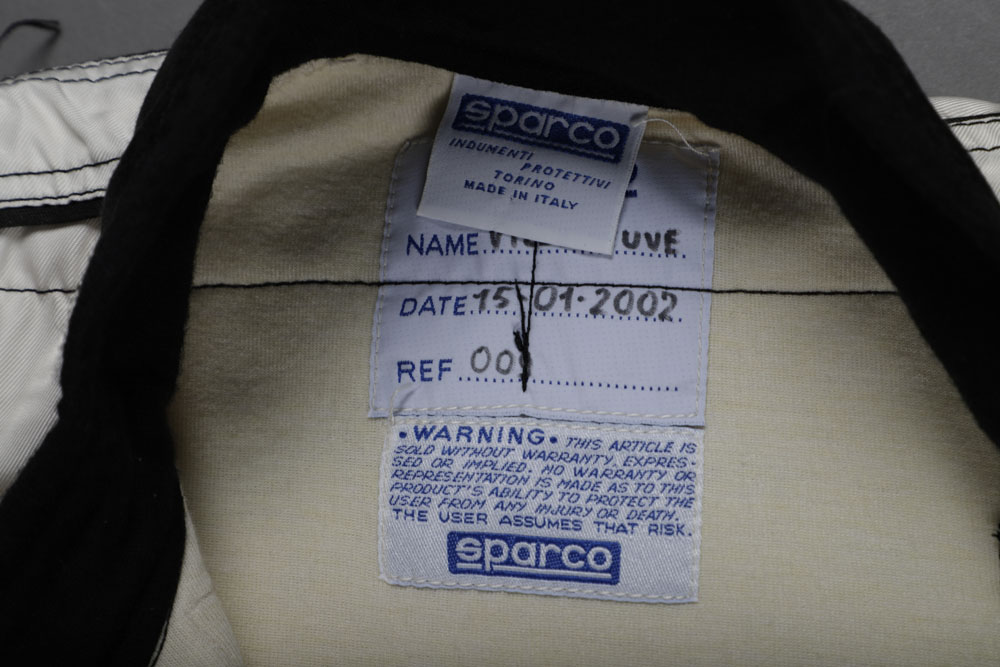 sparco
INDUMENTI
PROTETTIVI
TORINO
MADE IN ITALY
NAME
DATE 15·01·2002
REF
•WARNING• THIS ARTICLE IS
SOLD WITHOUT WARRANTY, EXPRES-
SED OR IMPLIED. NO WARRANTY OR
REPRESENTATION IS MADE AS TO THIS
PRODUCT'S ABILITY TO PROTECT THE
USER FROM ANY INJURY OR DEATH.
THE USER ASSUMES THAT RISK.
sparco